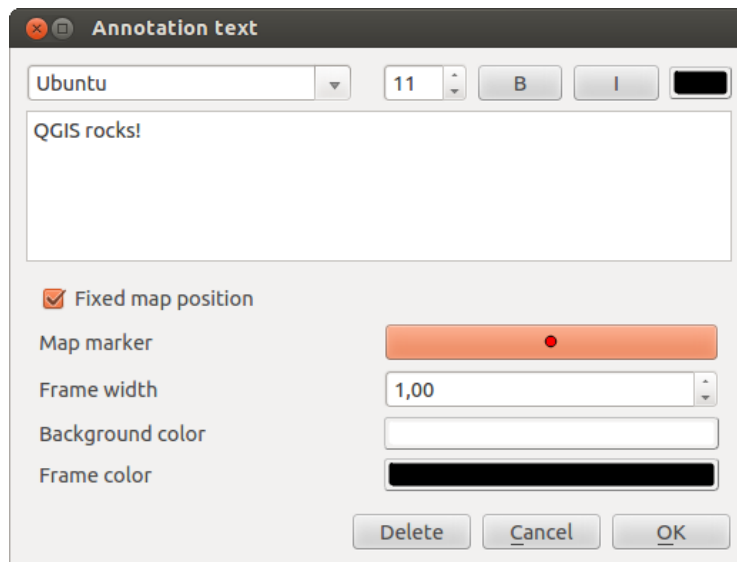 Annotation text
Ubuntu 11 B I
QGIS rocks!
Fixed map position
Map marker
Frame width 1,00
Background color
Frame color
Delete Cancel OK